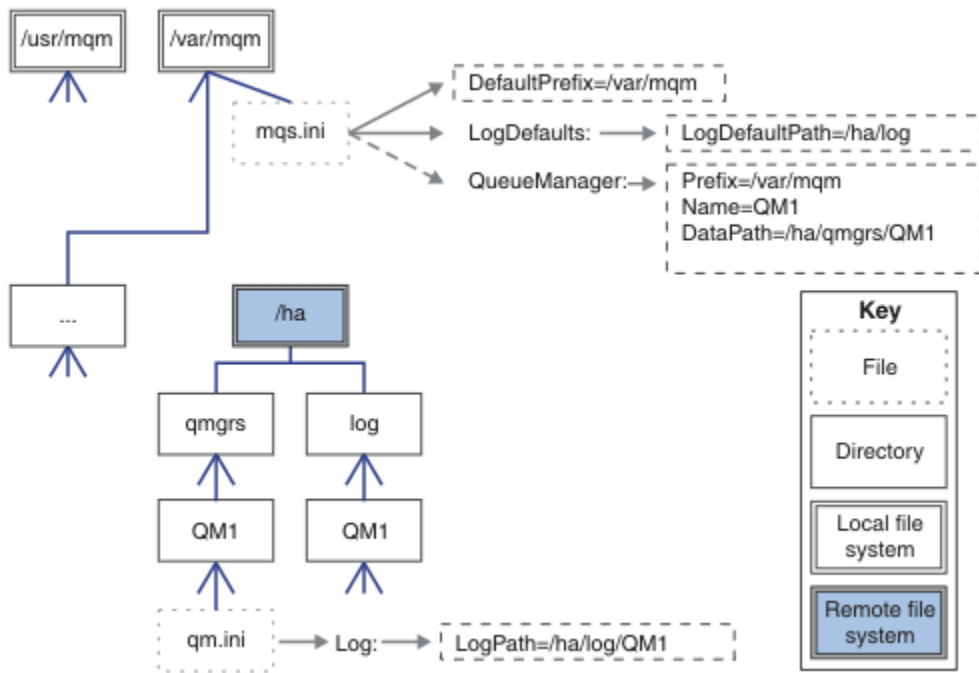 /usr/mqm
/var/mqm
mqs.ini
DefaultPrefix=/var/mqm
LogDefaults:
LogDefaultPath=/ha/log
QueueManager:
Prefix=/var/mqm
Name=QM1
DataPath=/ha/qmgrs/QM1
...
/ha
qmgrs
log
QM1
QM1
qm.ini
Log:
LogPath=/ha/log/QM1
Key
File
Directory
Local file
system
Remote file
system